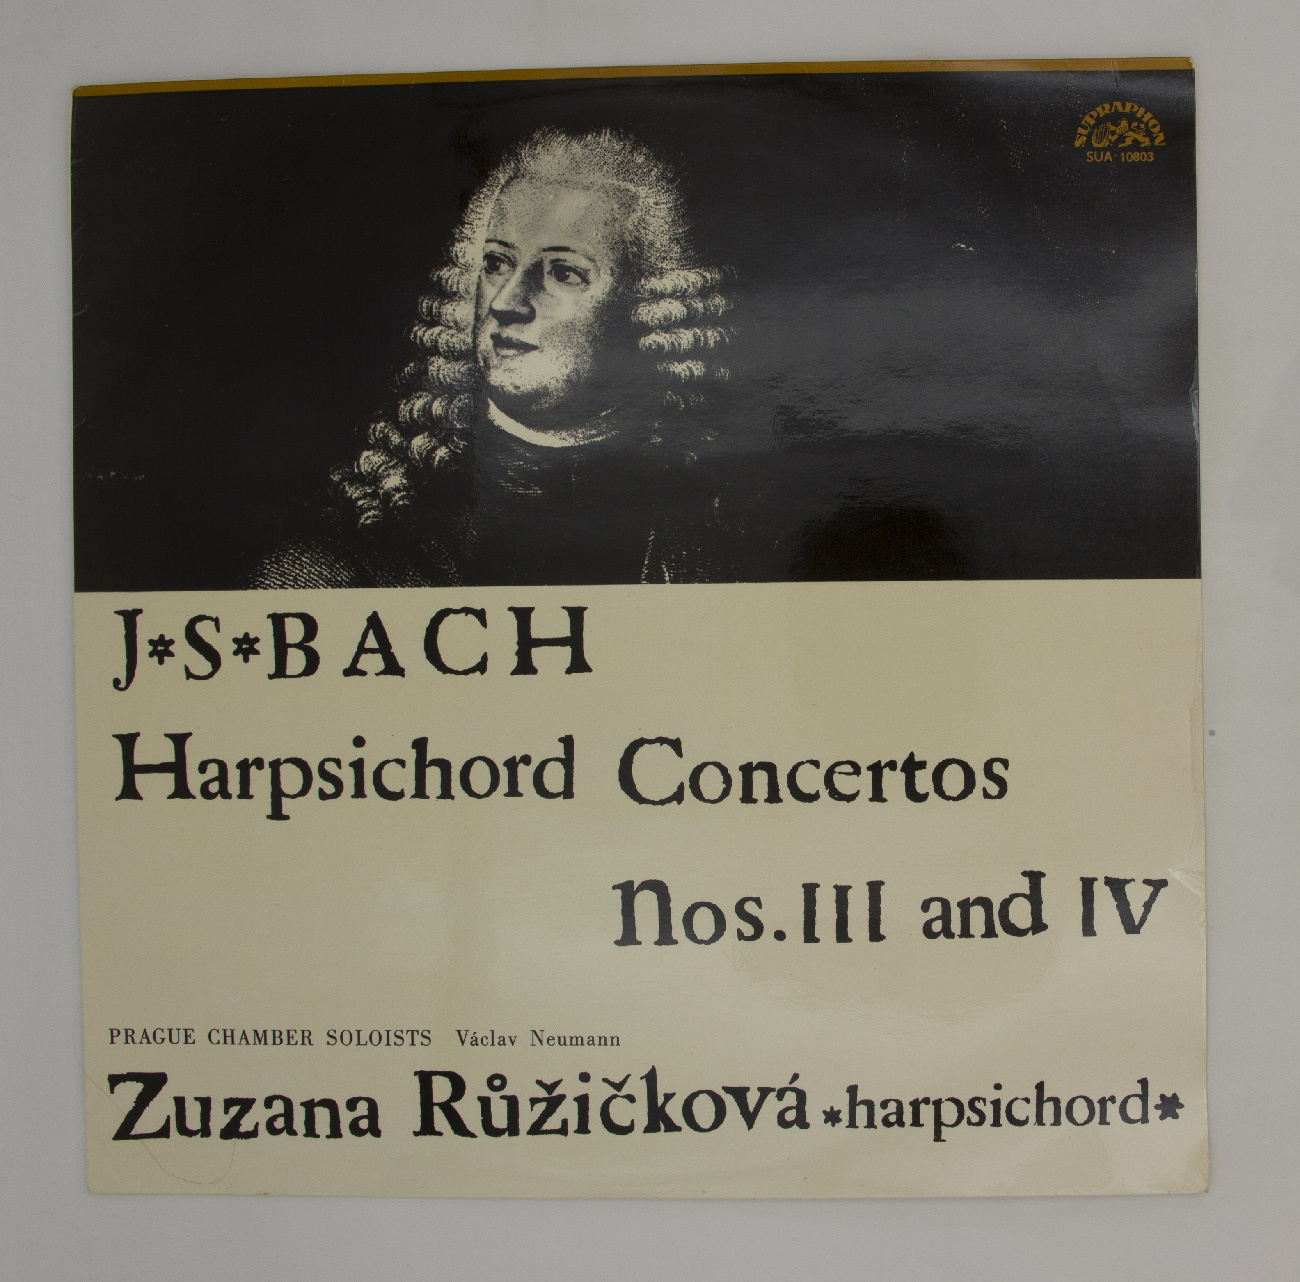 SUPRAPHON
SUA-10803
J*S*BACH
Harpsichord Concertos
Nos. III and IV
PRAGUE CHAMBER SOLOISTS Václav Neumann
Zuzana Růžičková *harpsichord*